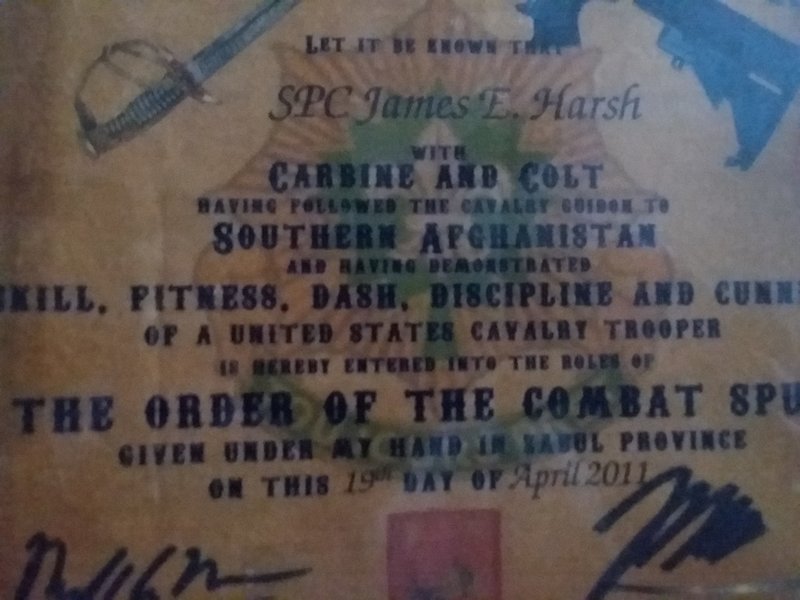 LET IT BE KNOWN THAT
SPC James E. Harsh
WITH
CARBINE AND COLT
HAVING FOLLOWED THE CAVALRY GUIDON TO
SOUTHERN AFGHANISTAN
AND HAVING DEMONSTRATED
SKILL, FITNESS, DASH, DISCIPLINE AND CUNN
OF A UNITED STATES CAVALRY TROOPER
IS HEREBY ENTERED INTO THE ROLES OF
THE ORDER OF THE COMBAT SPU
GIVEN UNDER MY HAND IN ZABUL PROVINCE
ON THIS 19th DAY OF April 2011